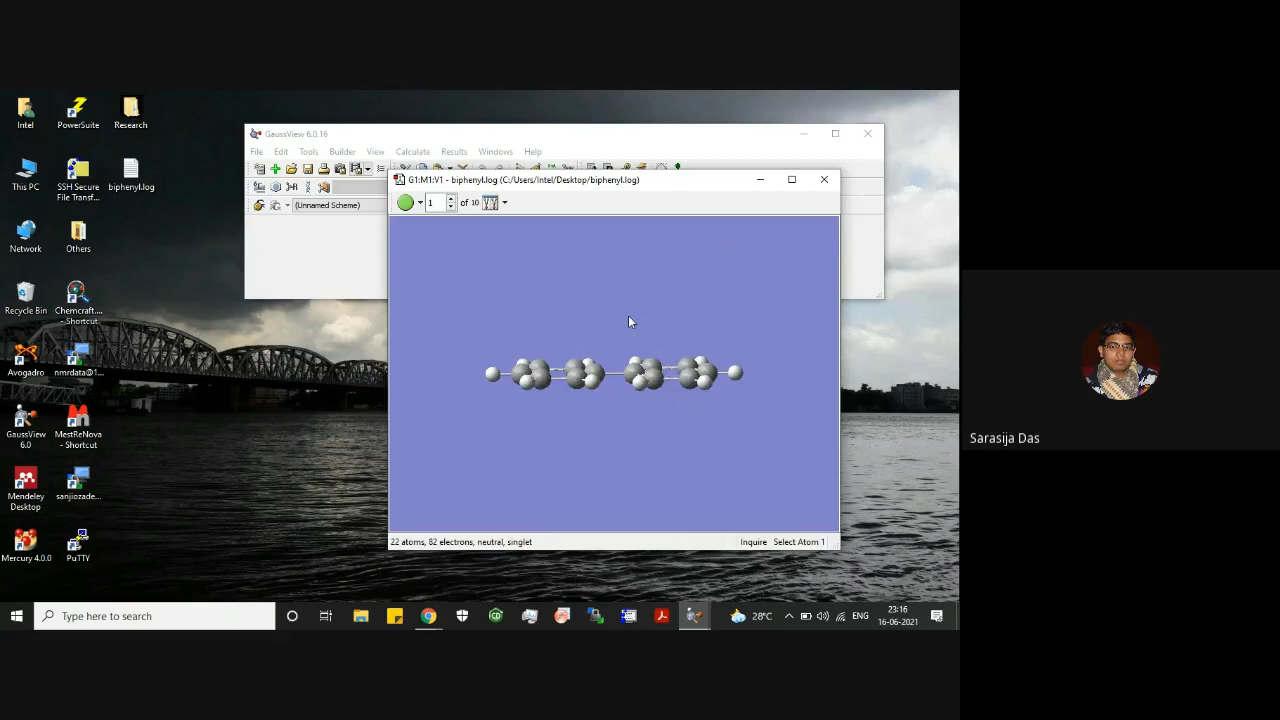 Intel
PowerSuite
Research
This PC
SSH Secure
File Transf...
biphenyl.log
Network
Others
Recycle Bin
Chemcraft....
- Shortcut
Avogadro
nmrdata@1...
GaussView
6.0
MestReNova
- Shortcut
Mendeley
Desktop
sanjiozade...
Mercury 4.0.0
PuTTY
GaussView 6.0.16
File Edit Tools Builder View Calculate Results Windows Help
(Unnamed Scheme)
G1:M1:V1 - biphenyl.log (C:/Users/Intel/Desktop/biphenyl.log)
1 of 10
22 atoms, 82 electrons, neutral, singlet
Inquire Select Atom 1
Type here to search
28°C
ENG
23:16
16-06-2021
Sarasija Das